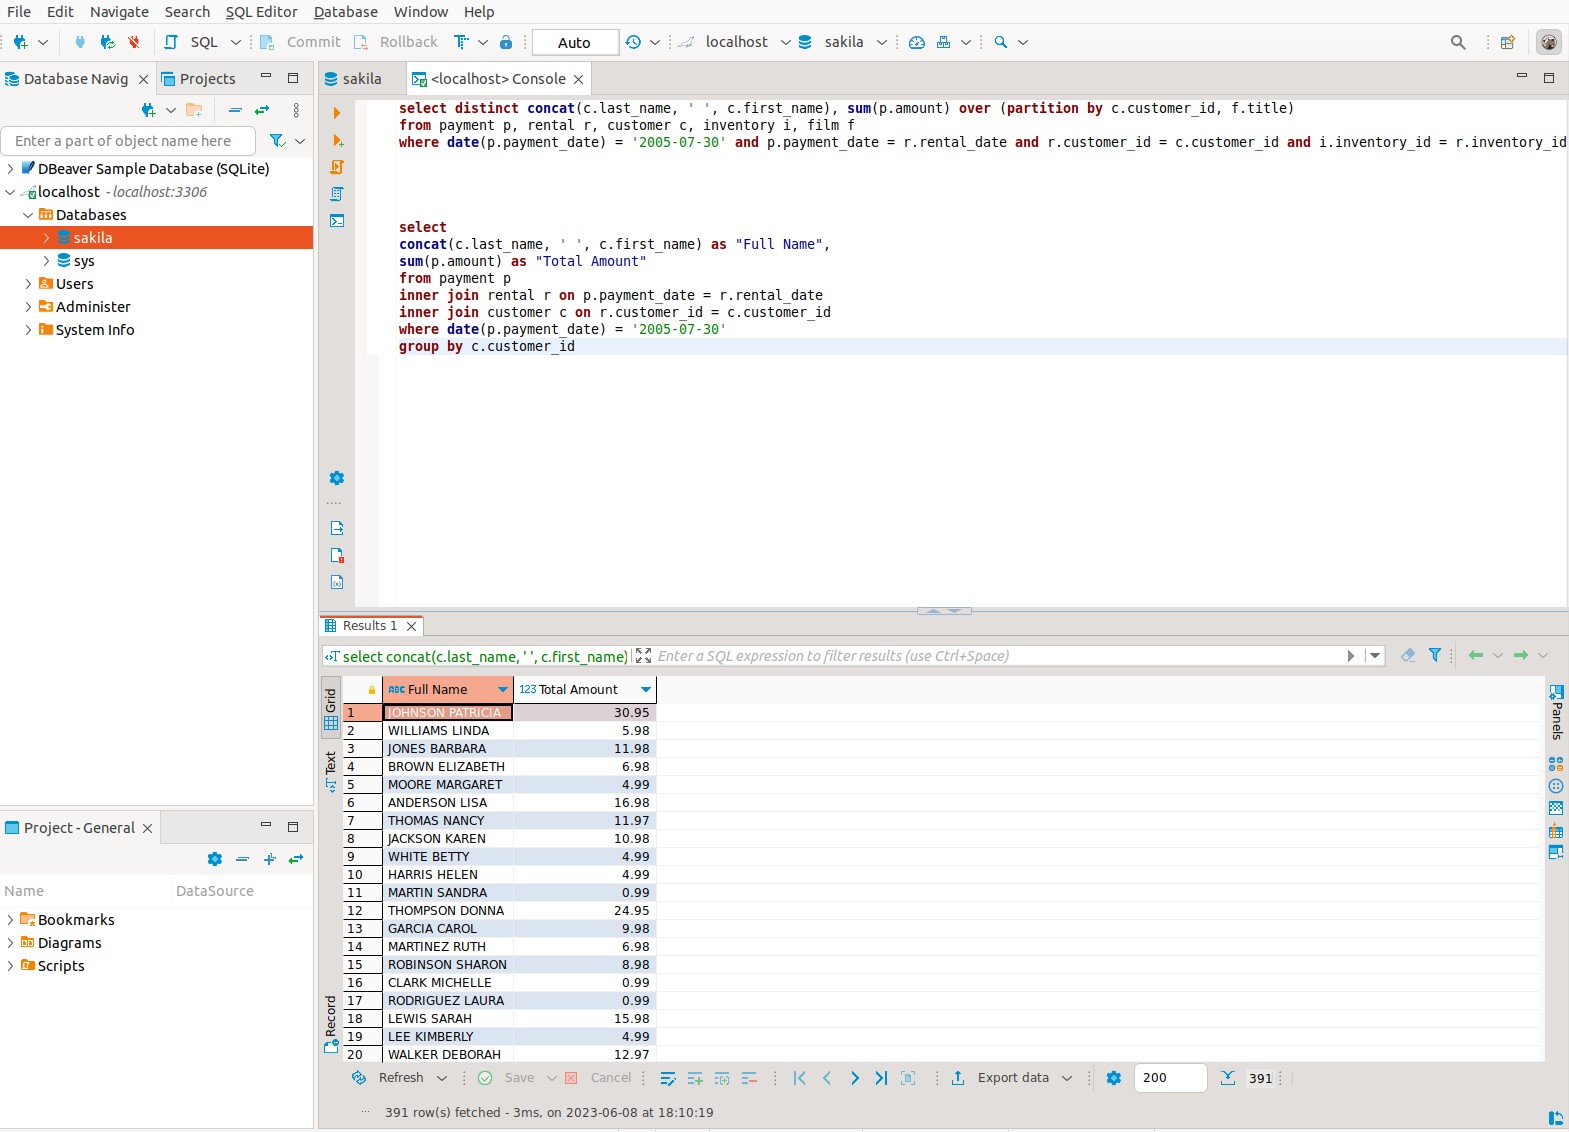 File Edit Navigate Search SQL Editor Database Window Help
SQL Commit Rollback Auto localhost sakila
Database Navig Projects
Enter a part of object name here
DBeaver Sample Database (SQLite)
localhost - localhost:3306
Databases
sakila
sys
Users
Administer
System Info
Project - General
Name DataSource
Bookmarks
Diagrams
Scripts
sakila <localhost> Console
select distinct concat(c.last_name, ' ', c.first_name), sum(p.amount) over (partition by c.customer_id, f.title)
from payment p, rental r, customer c, inventory i, film f
where date(p.payment_date) = '2005-07-30' and p.payment_date = r.rental_date and r.customer_id = c.customer_id and i.inventory_id = r.inventory_id
select
concat(c.last_name, ' ', c.first_name) as "Full Name",
sum(p.amount) as "Total Amount"
from payment p
inner join rental r on p.payment_date = r.rental_date
inner join customer c on r.customer_id = c.customer_id
where date(p.payment_date) = '2005-07-30'
group by c.customer_id
Results 1
select concat(c.last_name, ' ', c.first_name) Enter a SQL expression to filter results (use Ctrl+Space)
Grid
Text
Record
Panels
ABC Full Name 123 Total Amount
1 JOHNSON PATRICIA 30.95
2 WILLIAMS LINDA 5.98
3 JONES BARBARA 11.98
4 BROWN ELIZABETH 6.98
5 MOORE MARGARET 4.99
6 ANDERSON LISA 16.98
7 THOMAS NANCY 11.97
8 JACKSON KAREN 10.98
9 WHITE BETTY 4.99
10 HARRIS HELEN 4.99
11 MARTIN SANDRA 0.99
12 THOMPSON DONNA 24.95
13 GARCIA CAROL 9.98
14 MARTINEZ RUTH 6.98
15 ROBINSON SHARON 8.98
16 CLARK MICHELLE 0.99
17 RODRIGUEZ LAURA 0.99
18 LEWIS SARAH 15.98
19 LEE KIMBERLY 4.99
20 WALKER DEBORAH 12.97
Refresh Save Cancel Export data 200 391
391 row(s) fetched - 3ms, on 2023-06-08 at 18:10:19